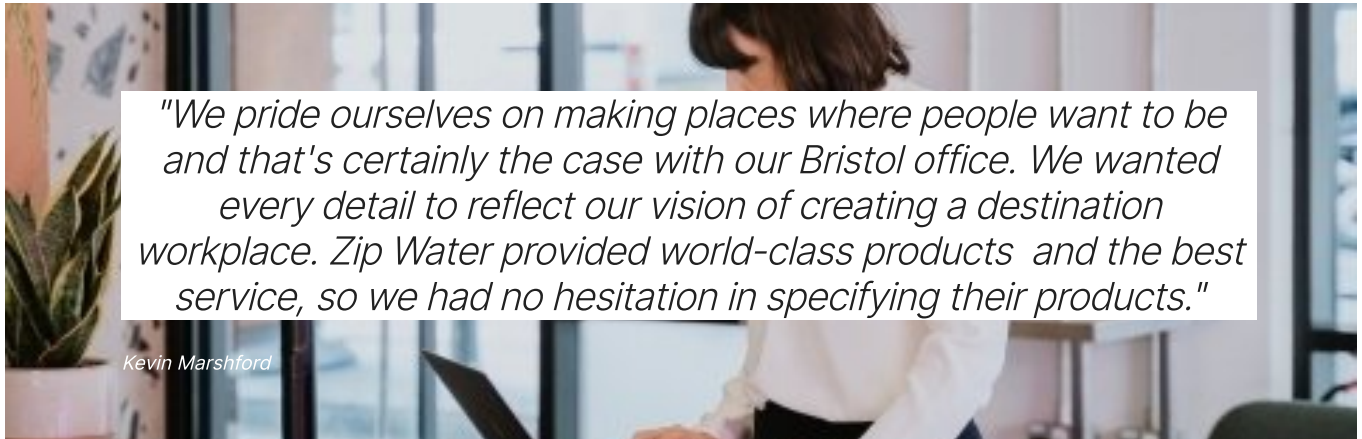 "We pride ourselves on making places where people want to be
and that's certainly the case with our Bristol office. We wanted
every detail to reflect our vision of creating a destination
workplace. Zip Water provided world-class products  and the best
service, so we had no hesitation in specifying their products."
Kevin Marshford